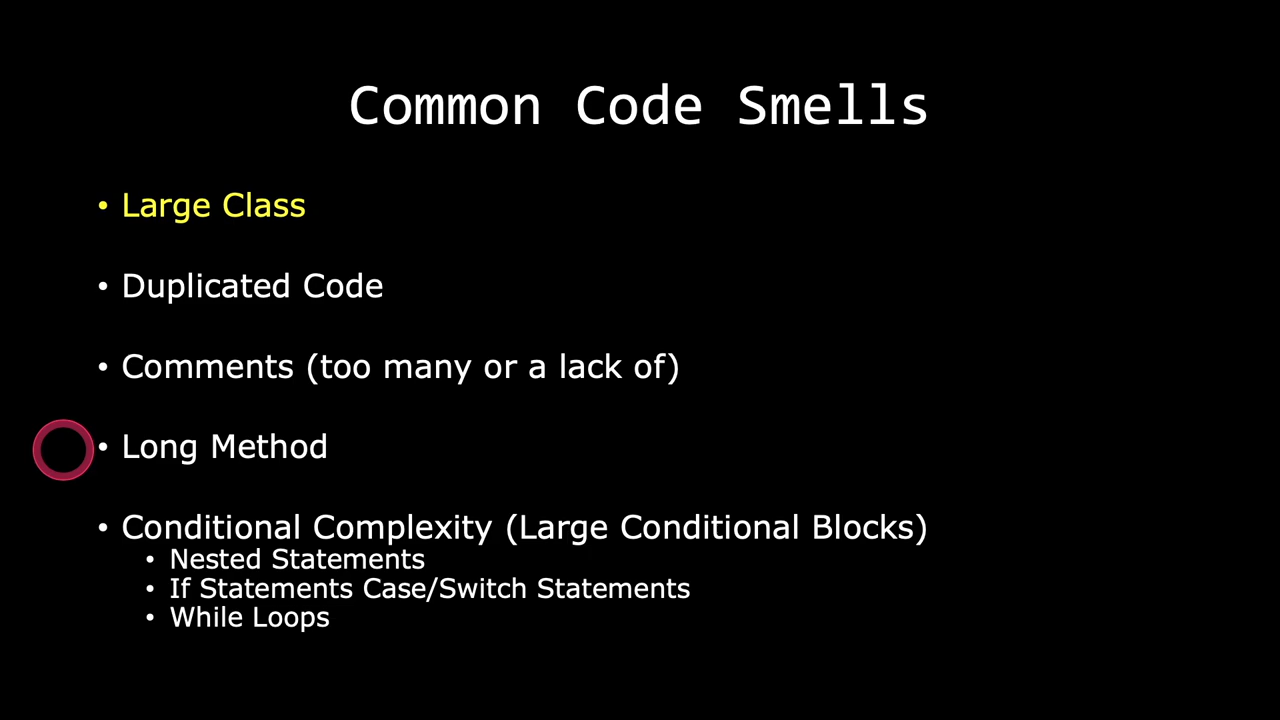 Common Code Smells
• Large Class
• Duplicated Code
• Comments (too many or a lack of)
• Long Method
• Conditional Complexity (Large Conditional Blocks)
• Nested Statements
• If Statements Case/Switch Statements
• While Loops